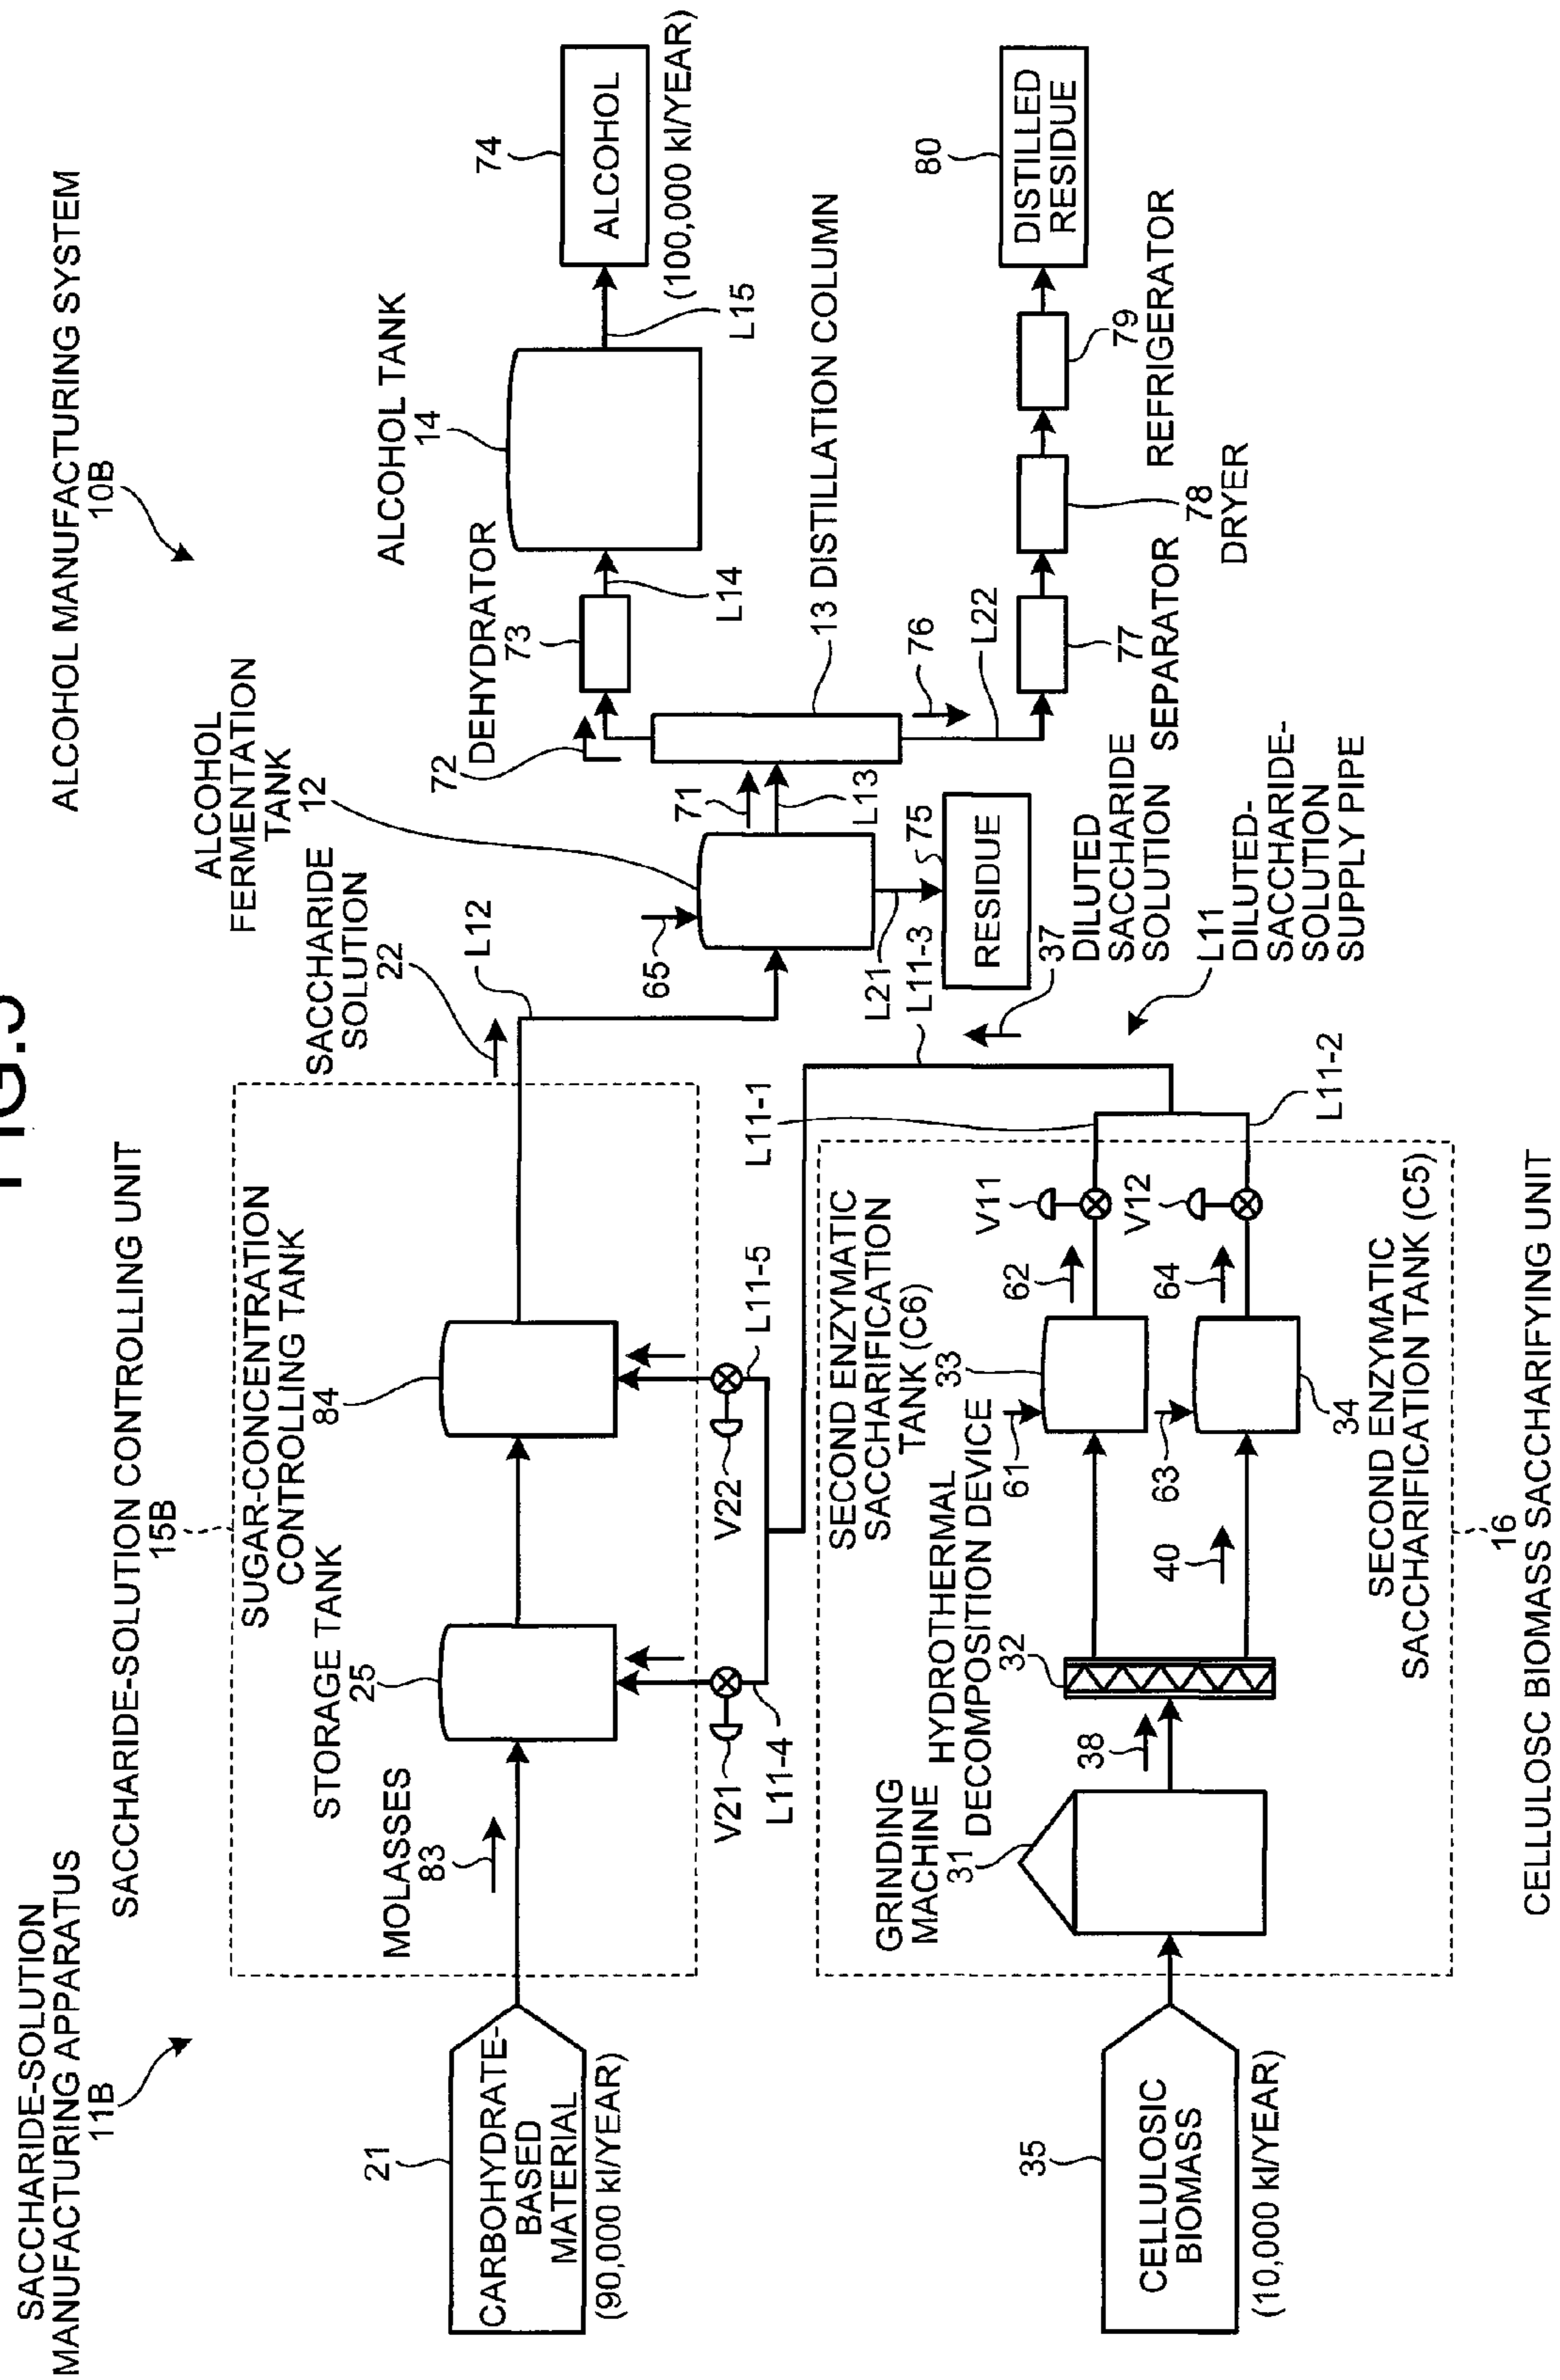 ALCOHOL MANUFACTURING SYSTEM
10B
SACCHARIDE-SOLUTION
MANUFACTURING APPARATUS
11B
SACCHARIDE-SOLUTION CONTROLLING UNIT
15B
21
CARBOHYDRATE-
BASED
MATERIAL
(90,000 kl/YEAR)
MOLASSES
83
STORAGE TANK
25
SUGAR-CONCENTRATION
CONTROLLING TANK
84
V21
L11-4
V22
L11-5
SACCHARIDE
SOLUTION
22
L12
ALCOHOL
FERMENTATION
TANK
12
65
71
L13
L21
75
RESIDUE
72
DEHYDRATOR
73
L14
ALCOHOL TANK
14
L15
74
ALCOHOL
(100,000 kl/YEAR)
13 DISTILLATION COLUMN
76
L22
77
SEPARATOR
78
DRYER
79
REFRIGERATOR
80
DISTILLED
RESIDUE
35
CELLULOSIC
BIOMASS
(10,000 kl/YEAR)
GRINDING
MACHINE
31
38
HYDROTHERMAL
DECOMPOSITION DEVICE
32
40
SECOND ENZYMATIC
SACCHARIFICATION
TANK (C6)
33
61
62
V11
63
64
V12
34
SECOND ENZYMATIC
SACCHARIFICATION TANK (C5)
L11-1
L11-2
L11-3
37
DILUTED
SACCHARIDE
SOLUTION
L11
DILUTED-
SACCHARIDE-
SOLUTION
SUPPLY PIPE
16
CELLULOSC BIOMASS SACCHARIFYING UNIT